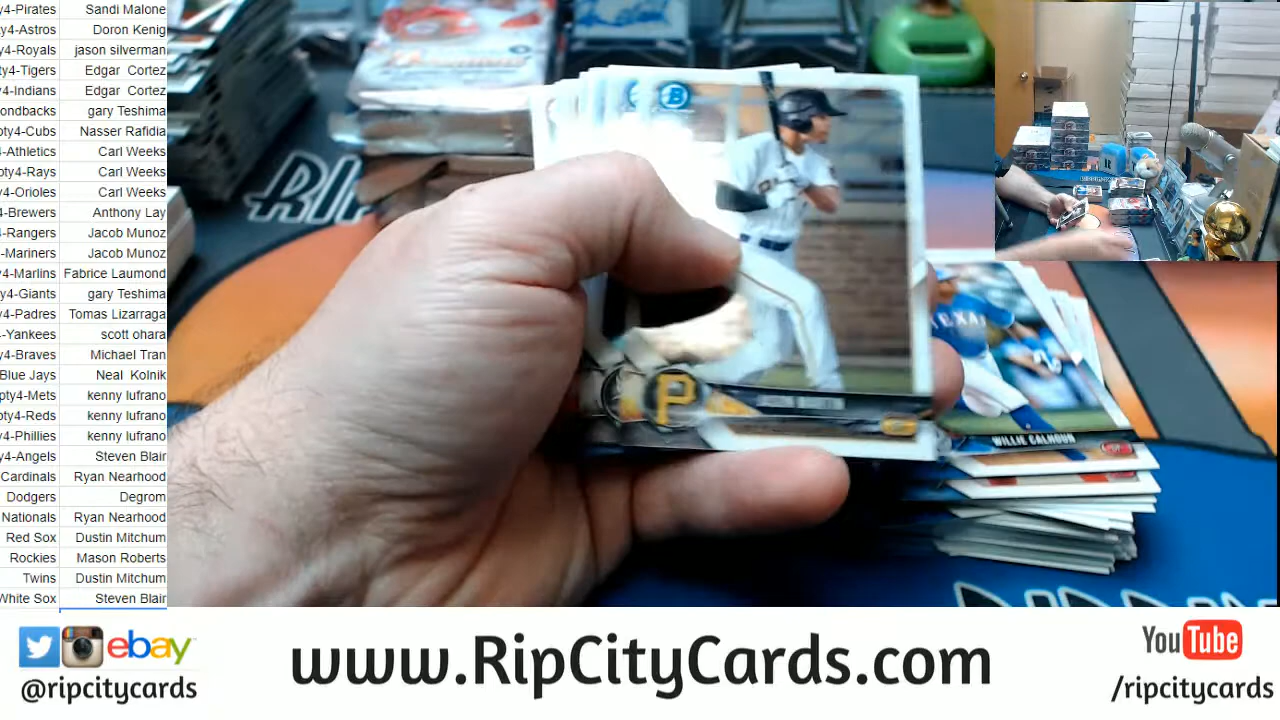 y4-Pirates Sandi Malone
y4-Astros Doron Kenig
y4-Royals jason silverman
ty4-Tigers Edgar Cortez
y4-Indians Edgar Cortez
ondbacks gary Teshima
pty4-Cubs Nasser Rafidia
-Athletics Carl Weeks
pty4-Rays Carl Weeks
4-Orioles Carl Weeks
4-Brewers Anthony Lay
4-Rangers Jacob Munoz
-Mariners Jacob Munoz
y4-Marlins Fabrice Laumond
y4-Giants gary Teshima
y4-Padres Tomas Lizarraga
-Yankees scott ohara
y4-Braves Michael Tran
Blue Jays Neal Kolnik
pty4-Mets kenny lufrano
pty4-Reds kenny lufrano
y4-Phillies kenny lufrano
y4-Angels Steven Blair
Cardinals Ryan Nearhood
Dodgers Degrom
Nationals Ryan Nearhood
Red Sox Dustin Mitchum
Rockies Mason Roberts
Twins Dustin Mitchum
White Sox Steven Blair
B
P
TEXAS
WILLIE CALHOUN
ebay
@ripcitycards
www.RipCityCards.com
YouTube
/ripcitycards